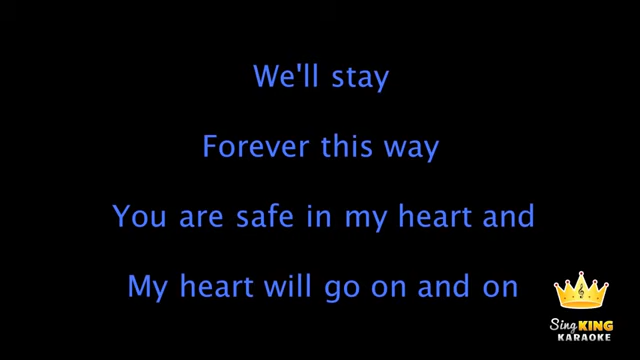 We'll stay
Forever this way
You are safe in my heart and
My heart will go on and on
Sing KING
KARAOKE